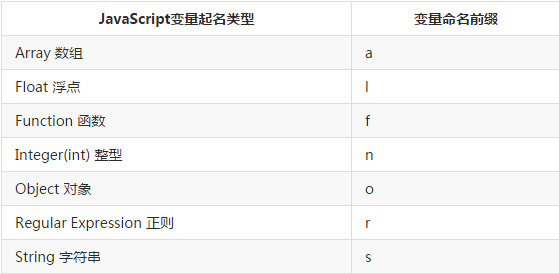 JavaScript变量起名类型 变量命名前缀
Array 数组 a
Float 浮点 l
Function 函数 f
Integer(int) 整型 n
Object 对象 o
Regular Expression 正则 r
String 字符串 s